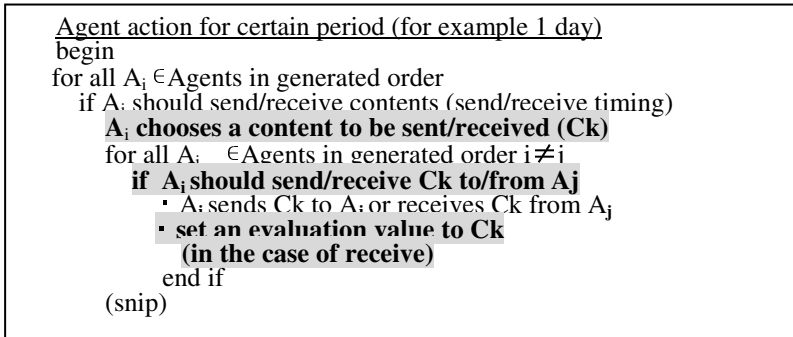 Agent action for certain period (for example 1 day)
begin
for all Ai ∈Agents in generated order
if Ai should send/receive contents (send/receive timing)
Ai chooses a content to be sent/received (Ck)
for all Aj ∈Agents in generated order i≠j
if Ai should send/receive Ck to/from Aj
・ Ai sends Ck to Aj or receives Ck from Aj
・ set an evaluation value to Ck
(in the case of receive)
end if
(snip)